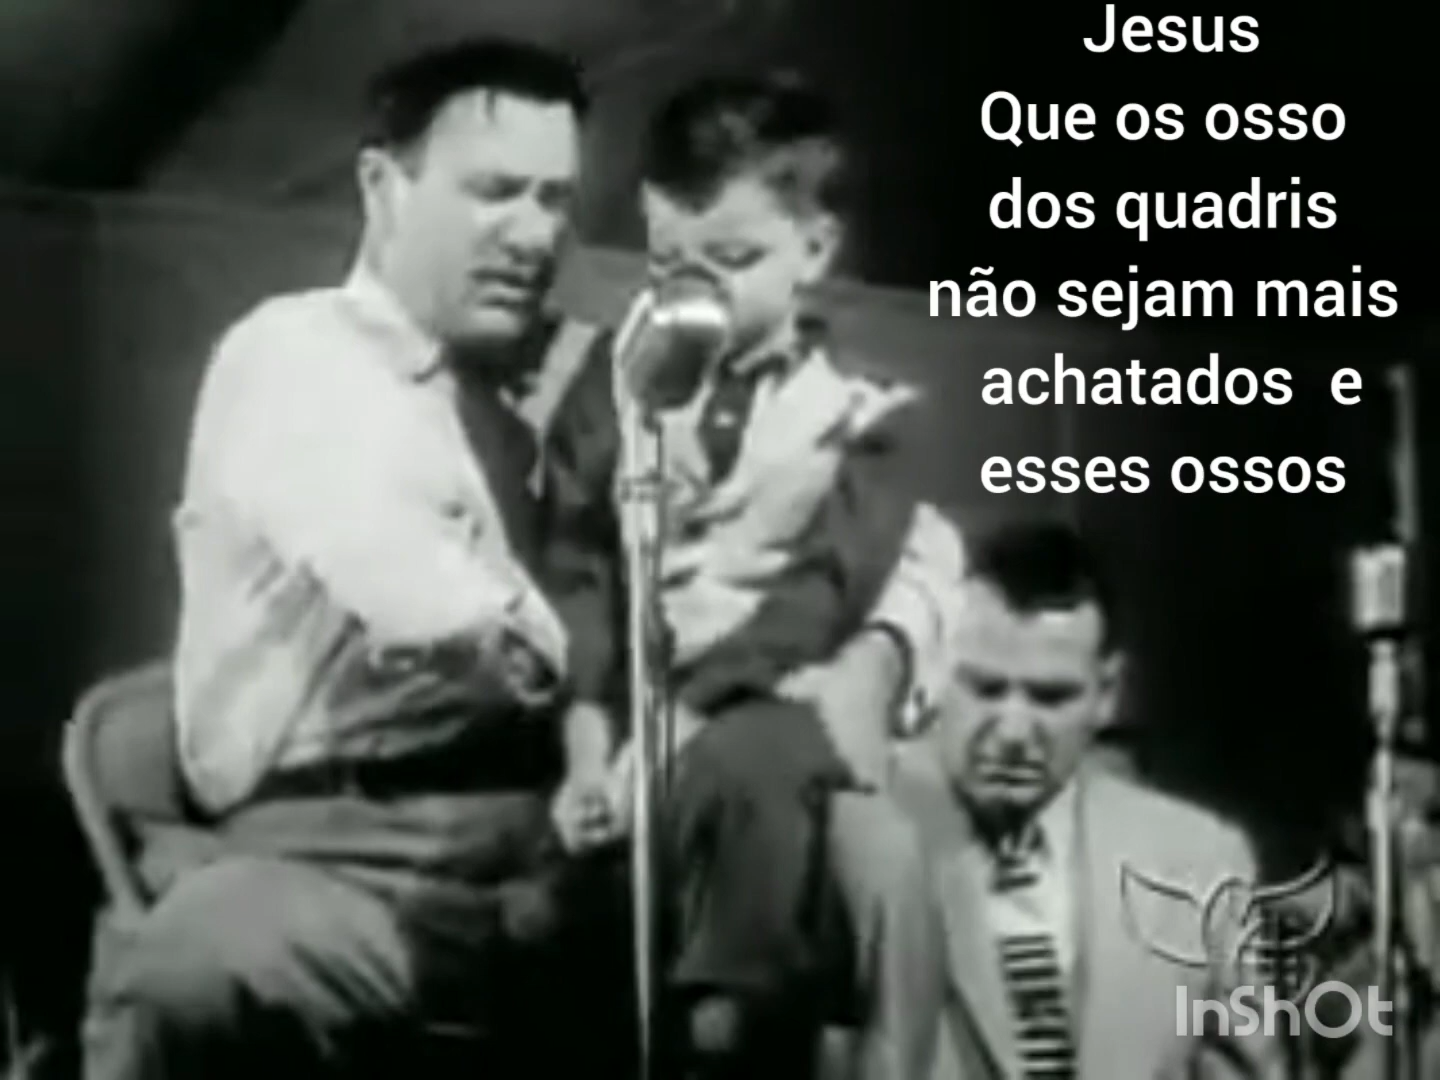 Jesus
Que os osso
dos quadris
não sejam mais
achatados e
esses ossos
InShOt